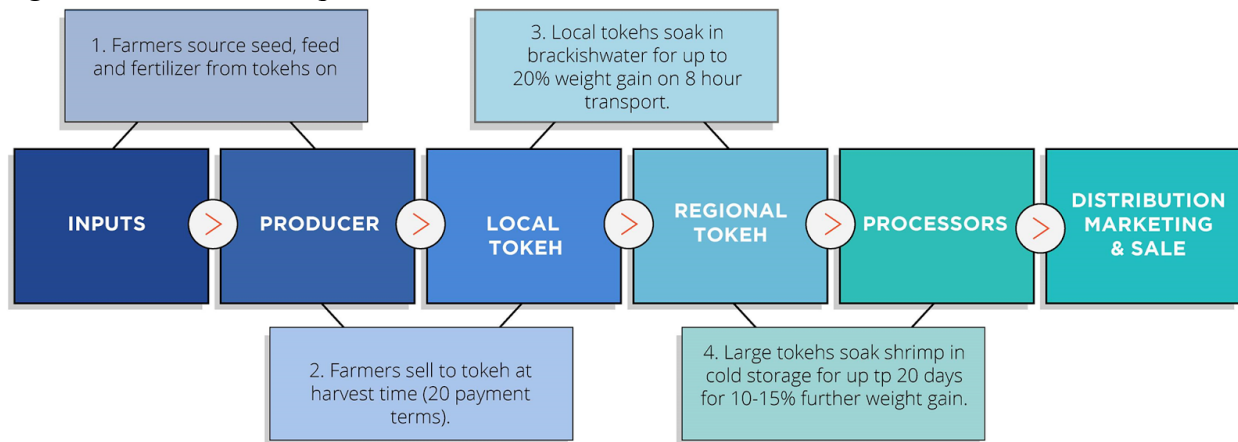 1. Farmers source seed, feed
and fertilizer from tokehs on
3. Local tokehs soak in
brackishwater for up to
20% weight gain on 8 hour
transport.
INPUTS
PRODUCER
LOCAL
TOKEH
REGIONAL
TOKEH
PROCESSORS
DISTRIBUTION
MARKETING
& SALE
2. Farmers sell to tokeh at
harvest time (20 payment
terms).
4. Large tokehs soak shrimp in
cold storage for up tp 20 days
for 10-15% further weight gain.